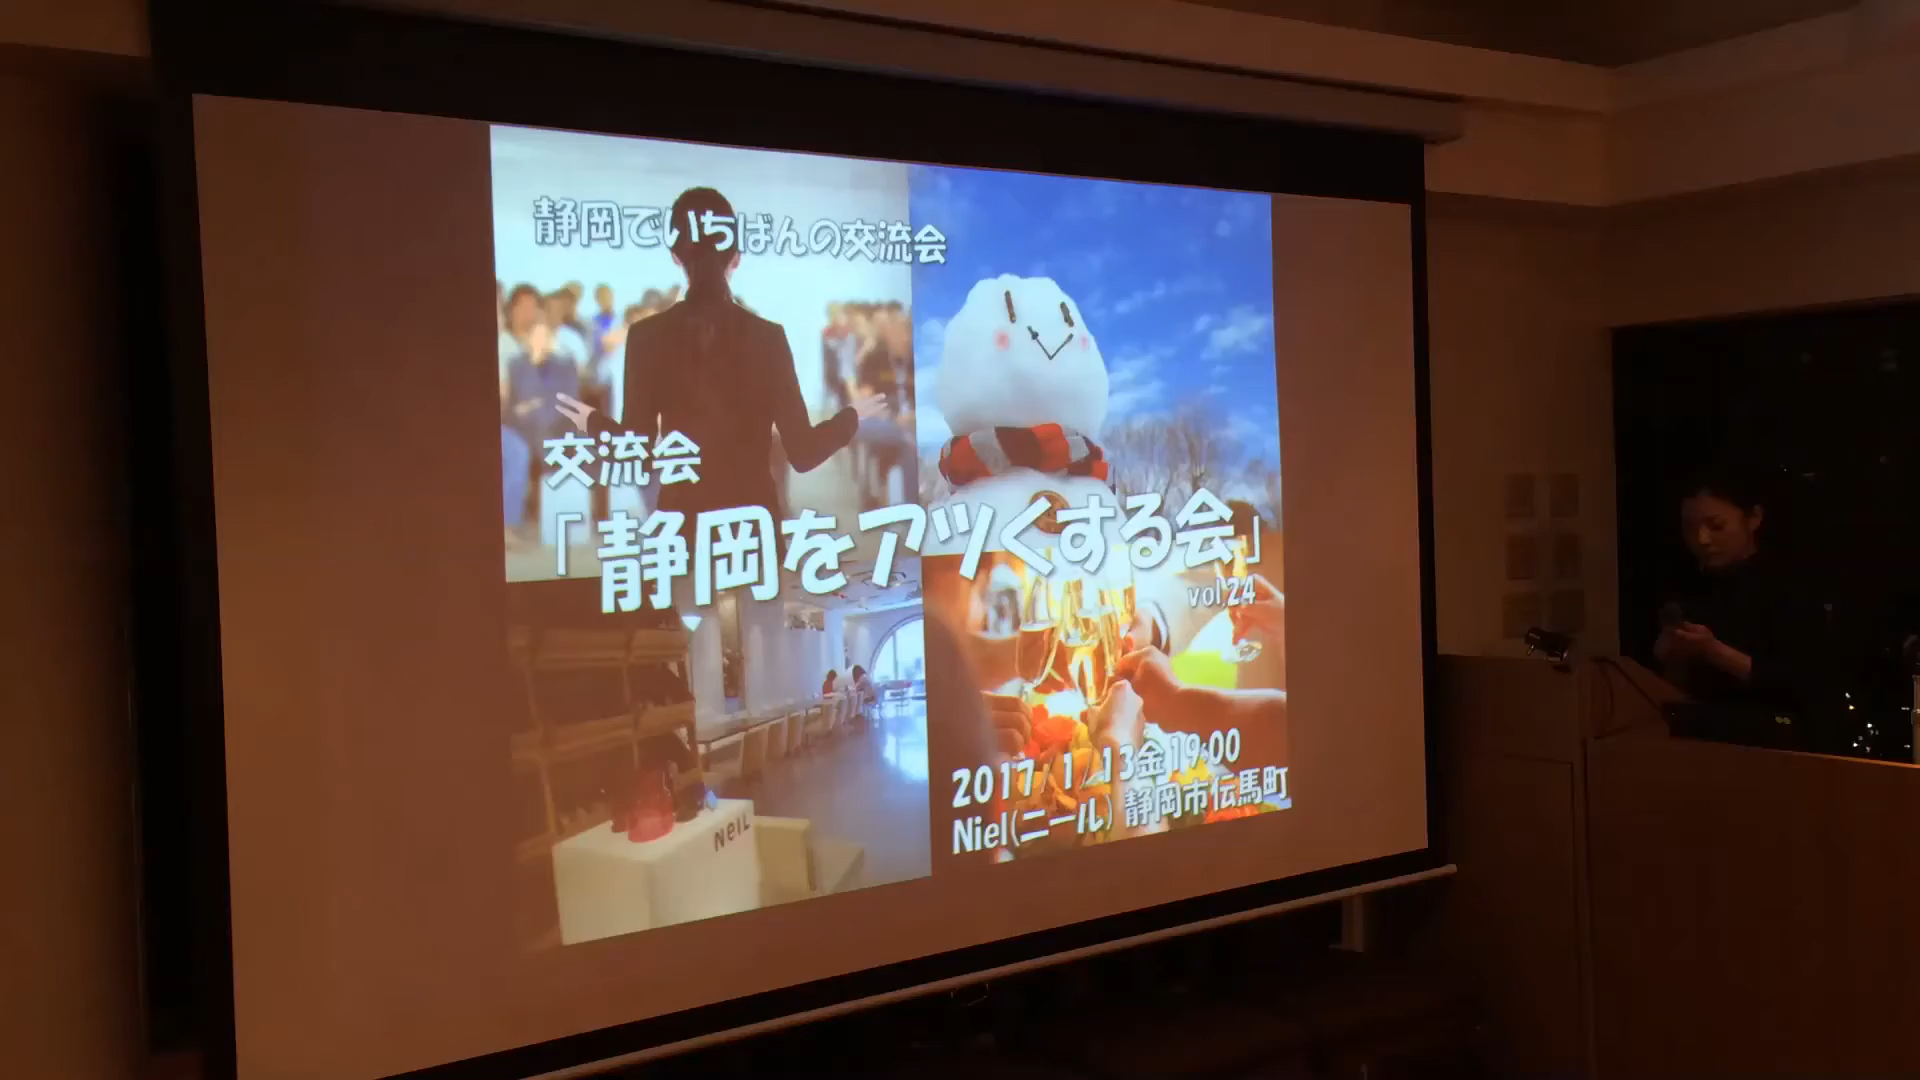 静岡でいちばんの交流会
交流会
「静岡をアツくする会」
vol.24
NeiL
2017/1/13金19:00
Niel(ニール) 静岡市伝馬町